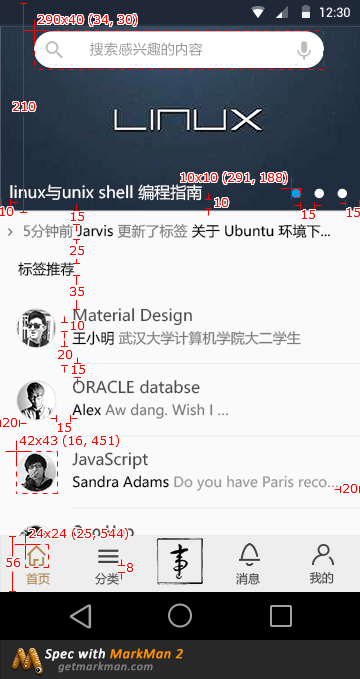 290x40 (34, 30)
12:30
搜索感兴趣的内容
210
LINUX
10x10 (291, 188)
linux与unix shell 编程指南
10
10
15
15
15
5分钟前 Jarvis 更新了标签 关于 Ubuntu 环境下...
25
标签推荐
35
Material Design
10
王小明 武汉大学计算机学院大二学生
20
15
ORACLE databse
Alex Aw dang. Wish I ...
20
15
42x43 (16, 451)
JavaScript
Sandra Adams Do you have Paris reco...
20
24x24 (25, 544)
56
8
首页
分类
事
消息
我的
Spec with MarkMan 2
getmarkman.com